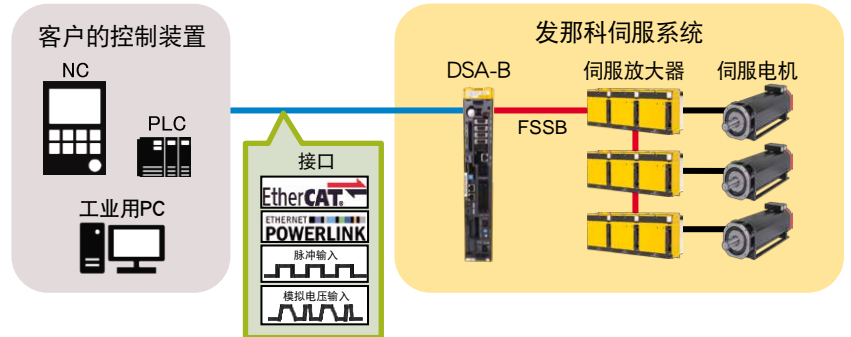 客户的控制装置
NC
PLC
工业用PC
接口
EtherCAT
ETHERNET
POWERLINK
脉冲输入
模拟电压输入
发那科伺服系统
DSA-B
伺服放大器
伺服电机
FSSB